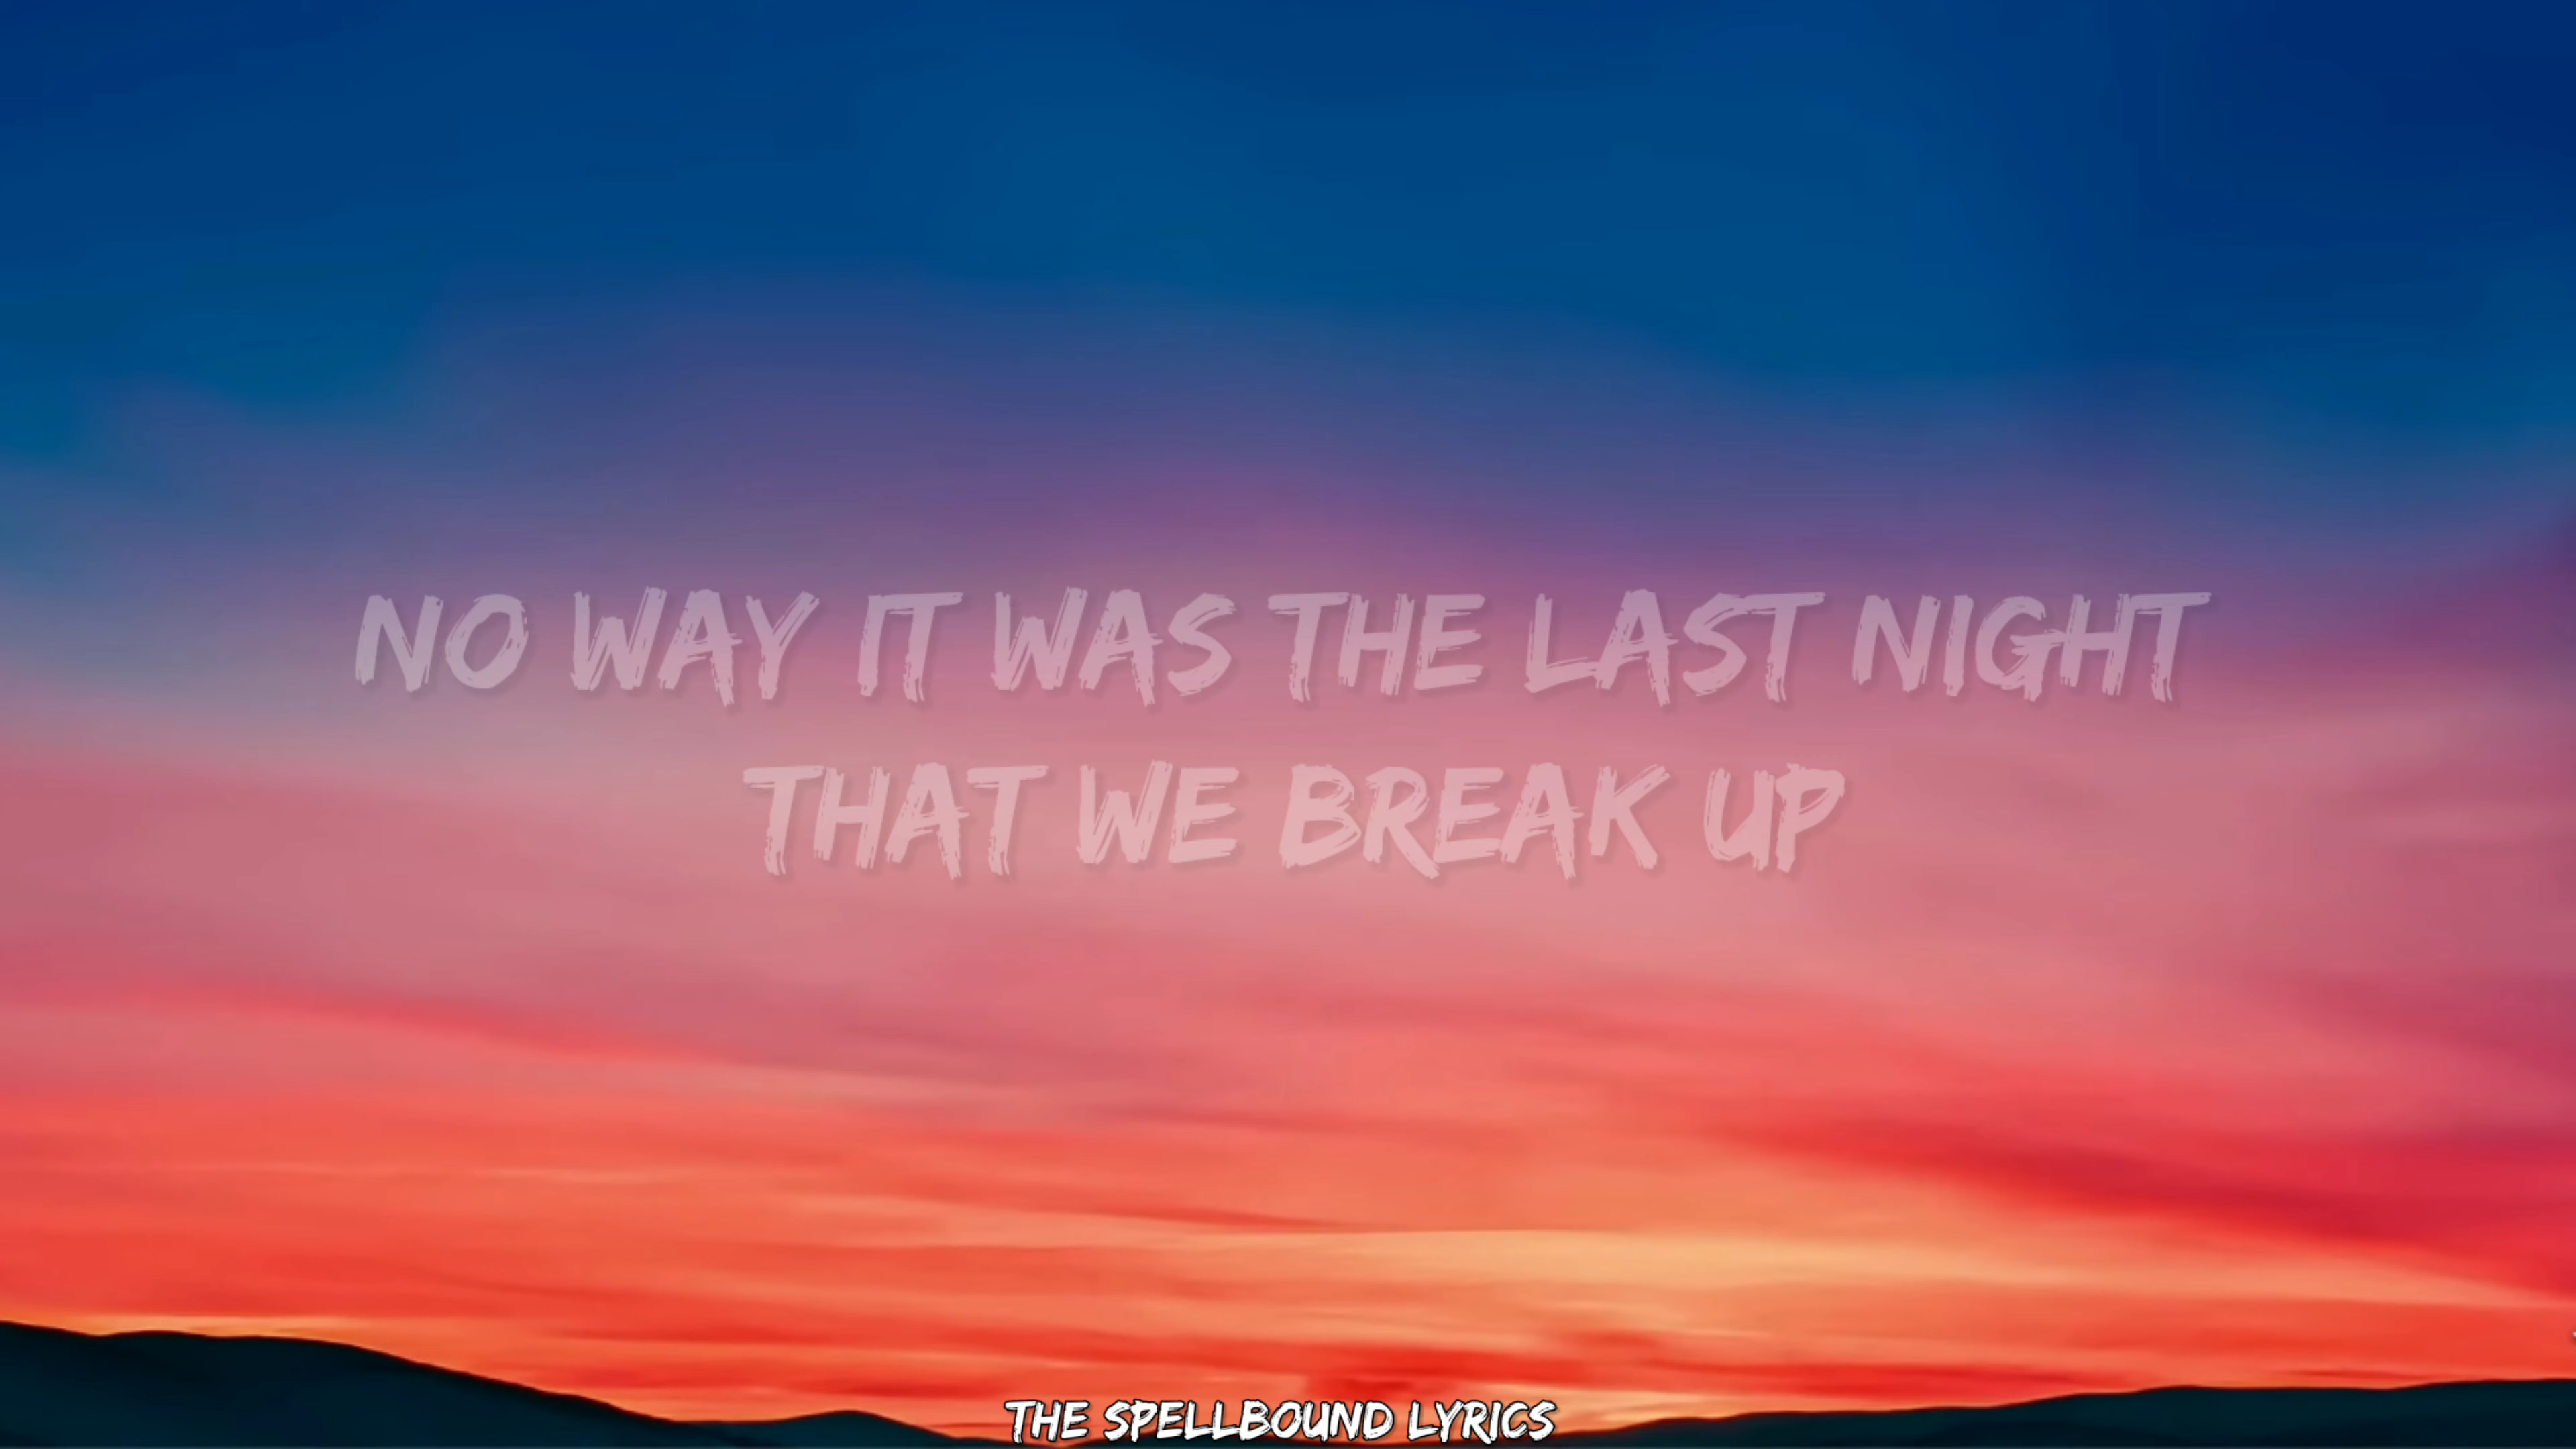 NO WAY IT WAS THE LAST NIGHT
THAT WE BREAK UP
THE SPELLBOUND LYRICS